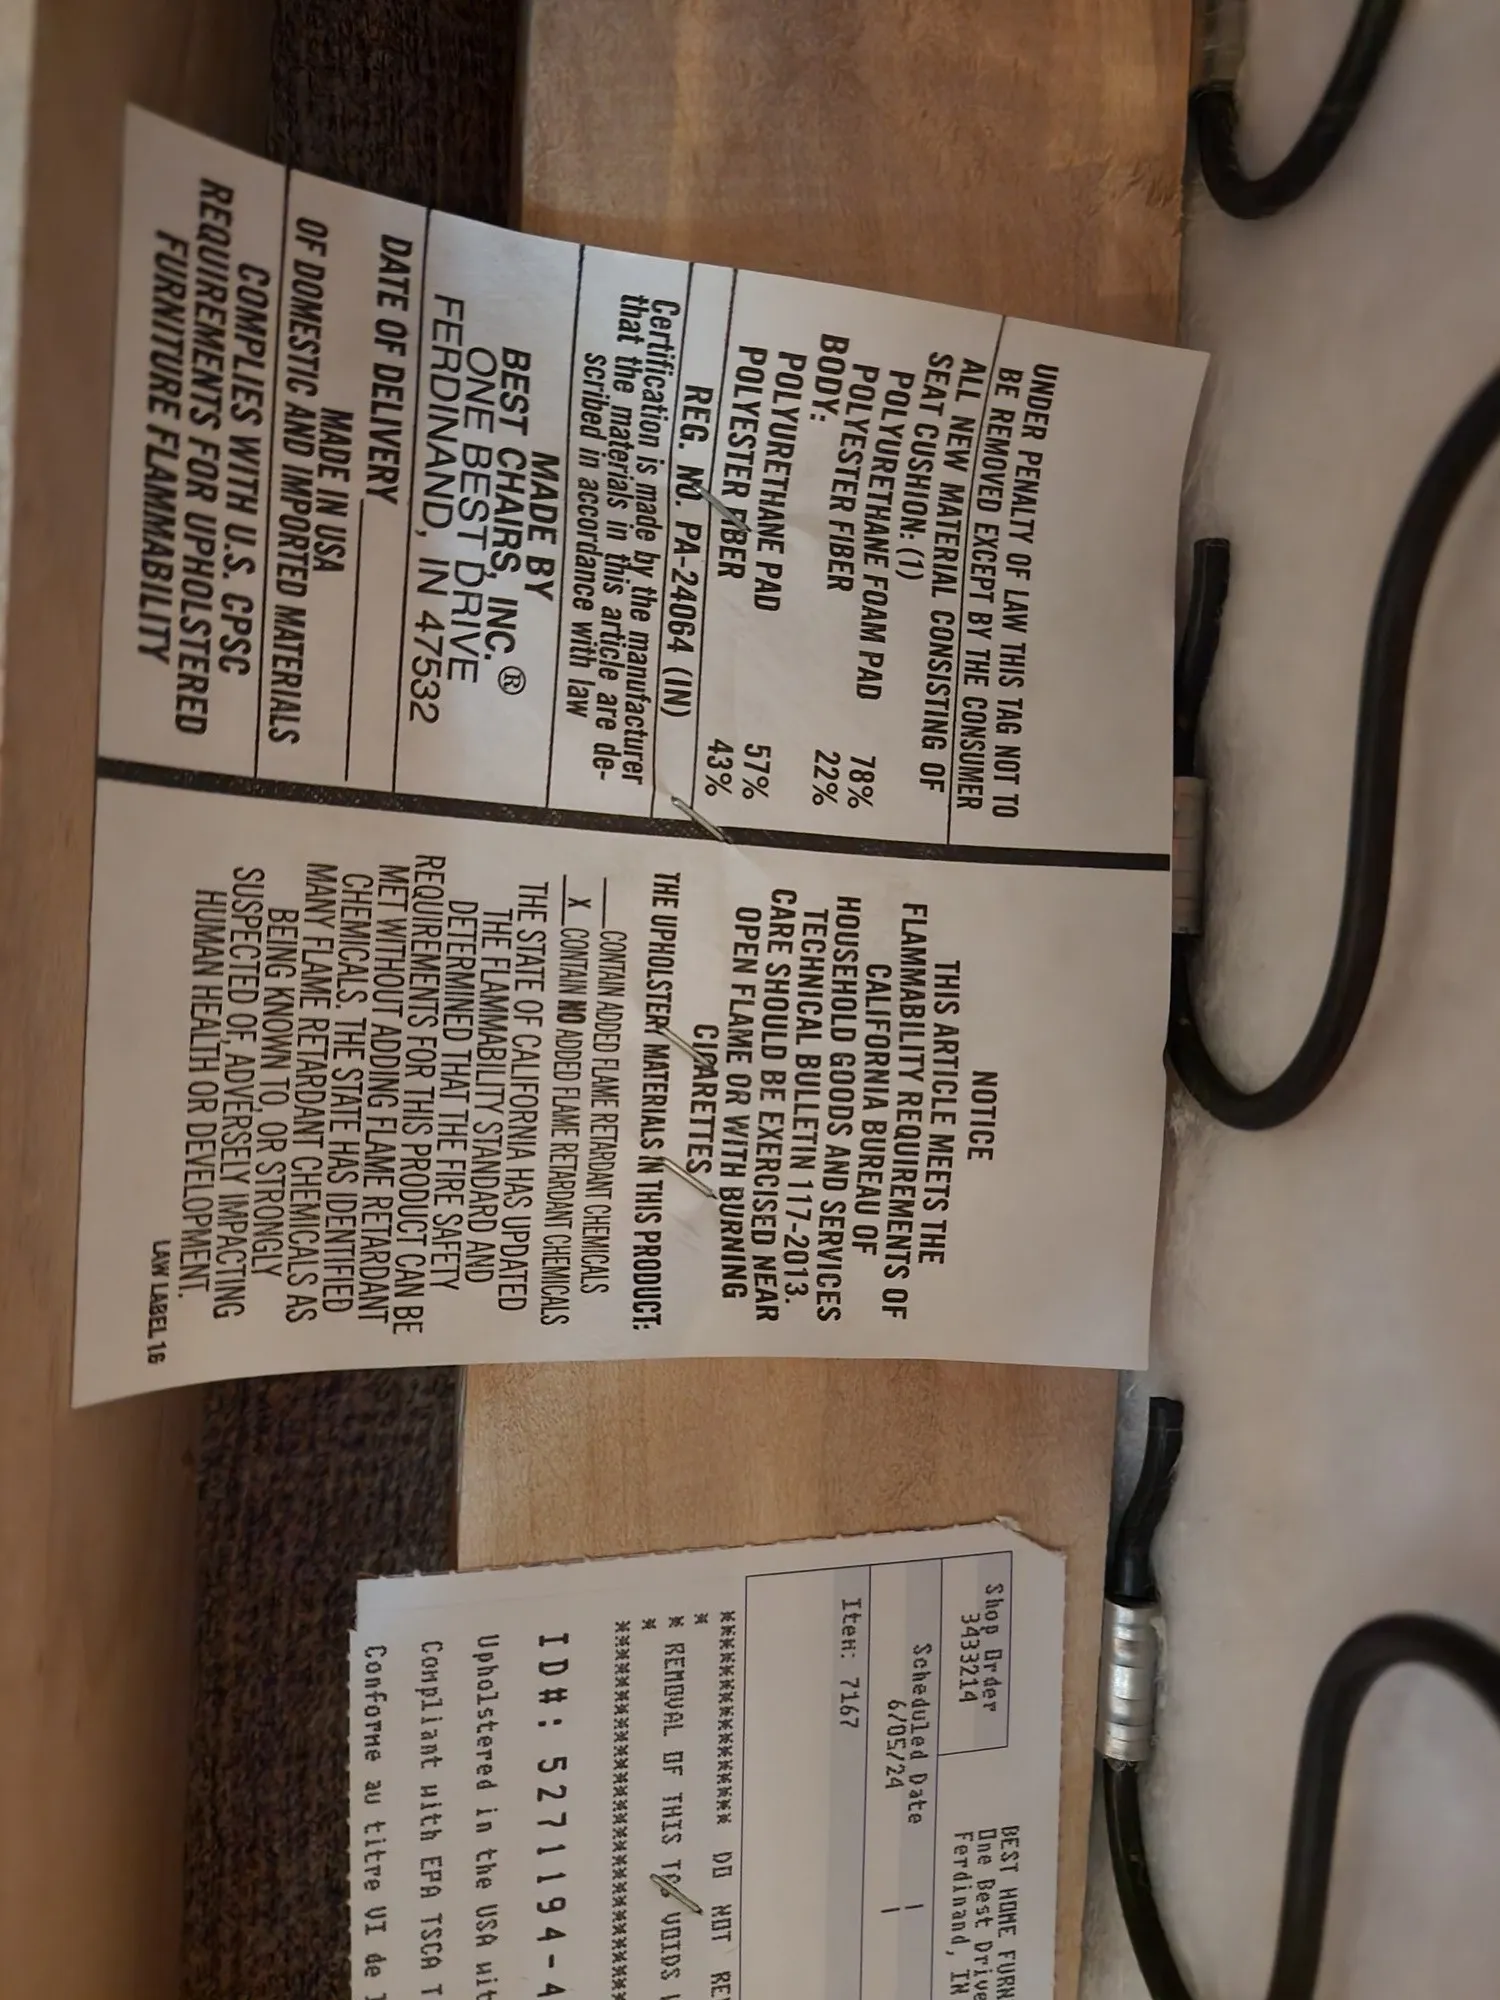 UNDER PENALTY OF LAW THIS TAG NOT TO
BE REMOVED EXCEPT BY THE CONSUMER
ALL NEW MATERIAL CONSISTING OF
SEAT CUSHION: (1)
POLYURETHANE FOAM PAD 78%
POLYESTER FIBER 22%
BODY:
POLYURETHANE PAD 57%
POLYESTER FIBER 43%
REG. NO. PA-24064 (IN)
Certification is made by the manufacturer
that the materials in this article are de-
scribed in accordance with law
MADE BY
BEST CHAIRS, INC.®
ONE BEST DRIVE
FERDINAND, IN 47532
DATE OF DELIVERY
MADE IN USA
OF DOMESTIC AND IMPORTED MATERIALS
COMPLIES WITH U.S. CPSC
REQUIREMENTS FOR UPHOLSTERED
FURNITURE FLAMMABILITY
NOTICE
THIS ARTICLE MEETS THE
FLAMMABILITY REQUIREMENTS OF
CALIFORNIA BUREAU OF
HOUSEHOLD GOODS AND SERVICES
TECHNICAL BULLETIN 117-2013.
CARE SHOULD BE EXERCISED NEAR
OPEN FLAME OR WITH BURNING
CIGARETTES
THE UPHOLSTERY MATERIALS IN THIS PRODUCT:
___CONTAIN ADDED FLAME RETARDANT CHEMICALS
X CONTAIN NO ADDED FLAME RETARDANT CHEMICALS
THE STATE OF CALIFORNIA HAS UPDATED
THE FLAMMABILITY STANDARD AND
DETERMINED THAT THE FIRE SAFETY
REQUIREMENTS FOR THIS PRODUCT CAN BE
MET WITHOUT ADDING FLAME RETARDANT
CHEMICALS. THE STATE HAS IDENTIFIED
MANY FLAME RETARDANT CHEMICALS AS
BEING KNOWN TO, OR STRONGLY
SUSPECTED OF, ADVERSELY IMPACTING
HUMAN HEALTH OR DEVELOPMENT.
LAW LABEL 16
Shop Order
3433214
BEST HOME FURN
One Best Drive
Ferdinand, IN
Scheduled Date
6/05/24
Item: 7167
******************* DO NOT RE
*
* REMOVAL OF THIS TAG VOIDS
*
ID#: 5271194-4
Upholstered in the USA wit
Compliant with EPA TSCA T
Conforme au titre VI de